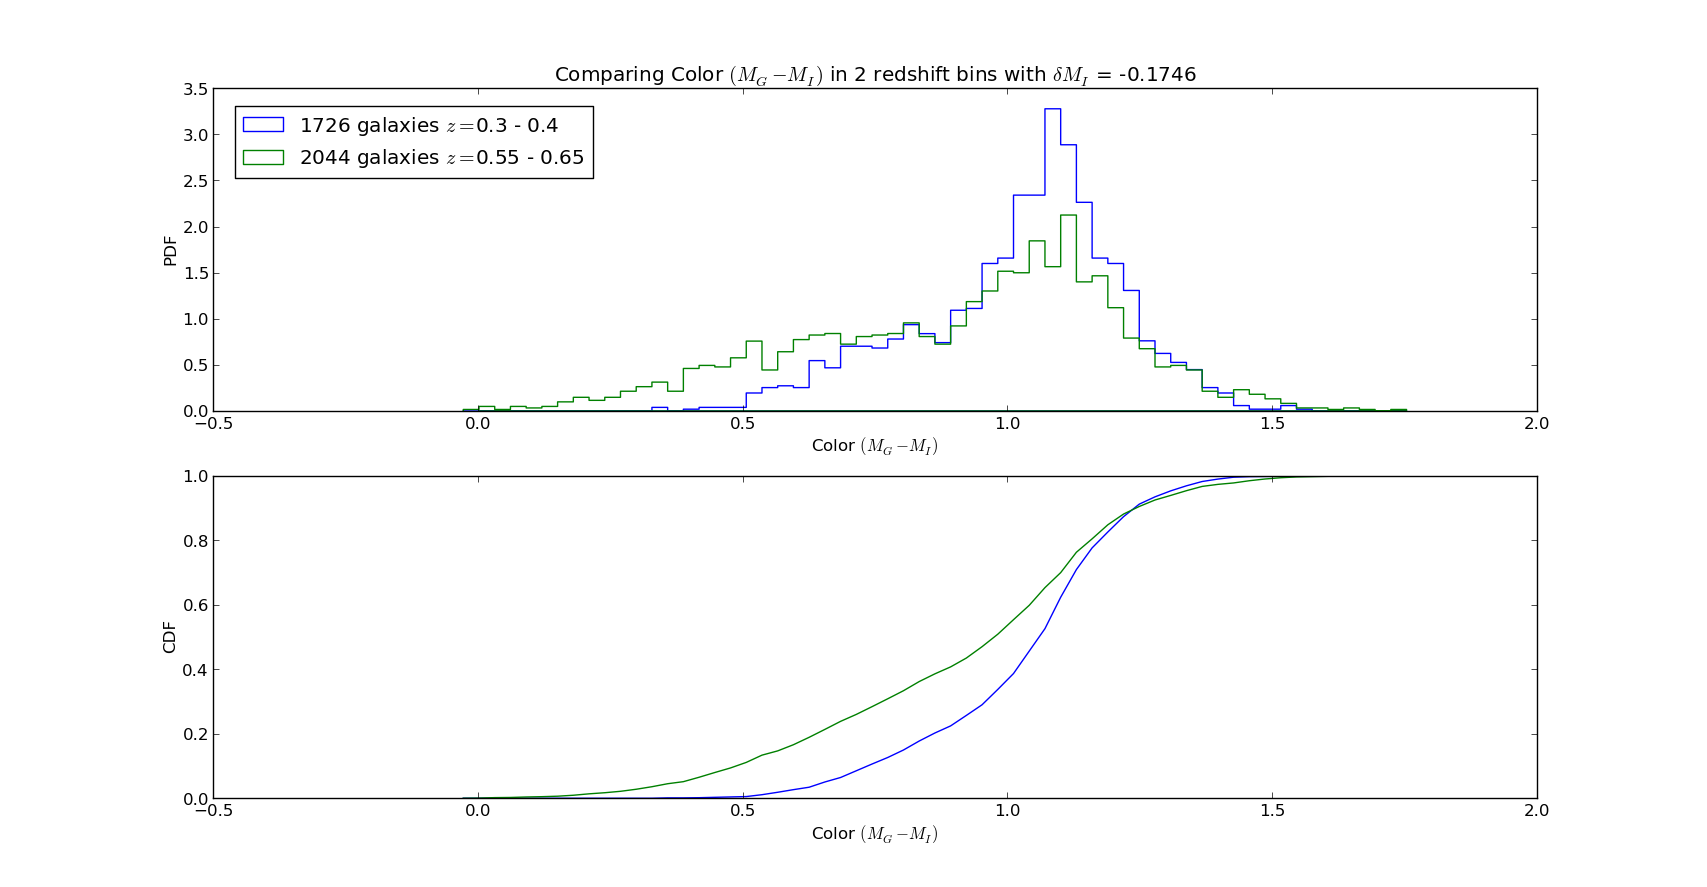 Comparing Color (M_G − M_I) in 2 redshift bins with δM_I = -0.1746
3.5
3.0
2.5
2.0
1.5
1.0
0.5
0.0
PDF
1726 galaxies z = 0.3 - 0.4
2044 galaxies z = 0.55 - 0.65
−0.5 0.0 0.5 1.0 1.5 2.0
Color (M_G − M_I)
1.0
0.8
0.6
0.4
0.2
0.0
CDF
−0.5 0.0 0.5 1.0 1.5 2.0
Color (M_G − M_I)